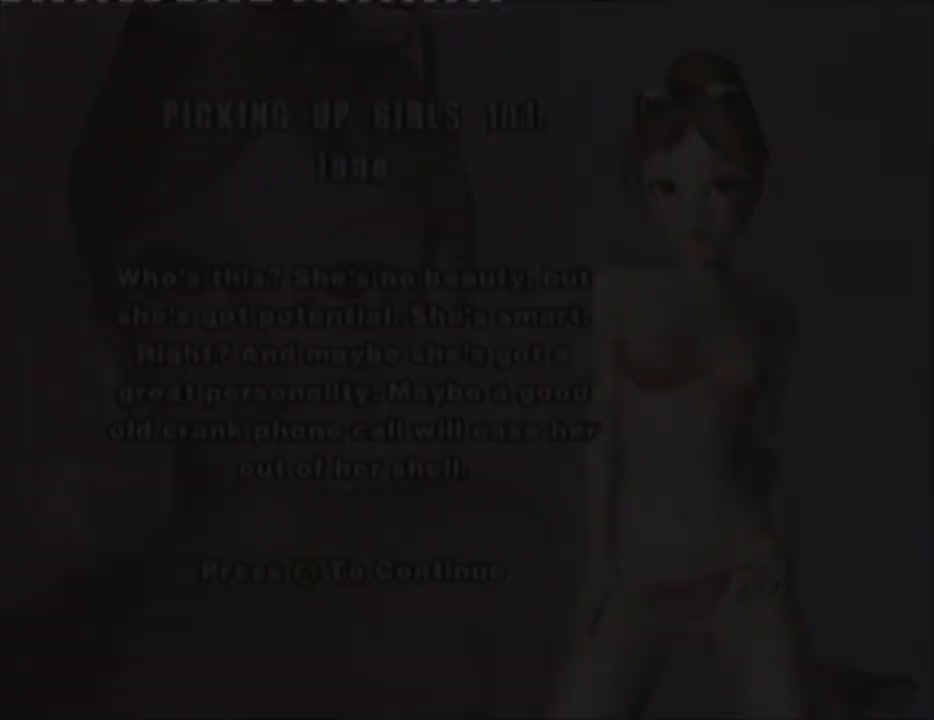 PICKING UP GIRLS 101
Jane
Who's this? She's no beauty, but
she's got potential. She's smart.
Right? And maybe she's got a
great personality. Maybe a good
old crank phone call will ease her
out of her shell.
Press To Continue